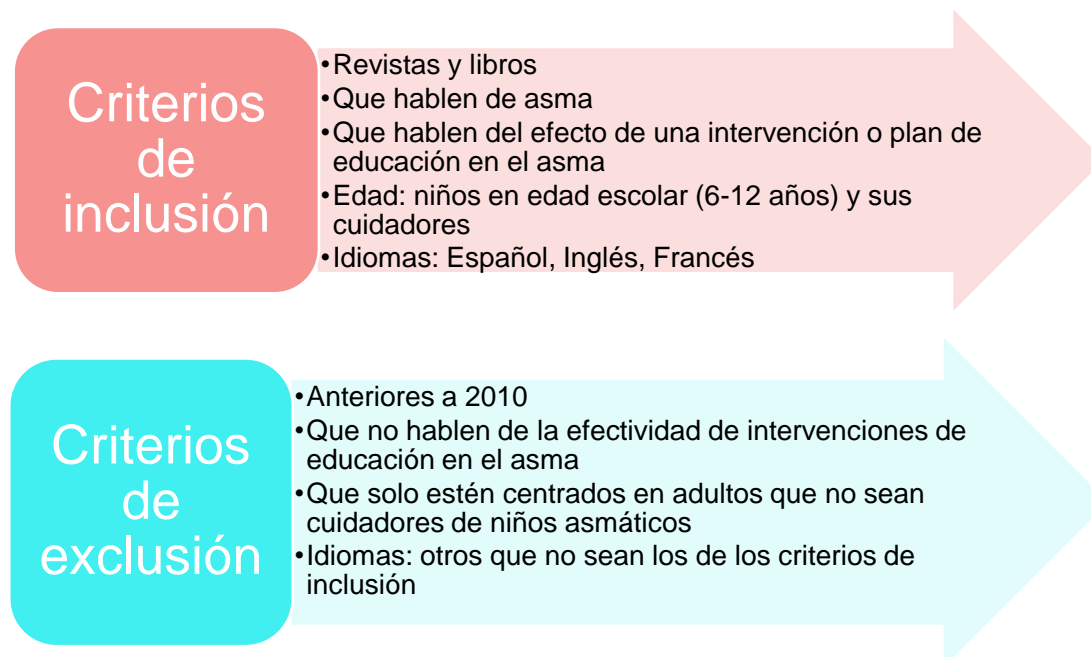 Criterios
de
inclusión
•Revistas y libros
•Que hablen de asma
•Que hablen del efecto de una intervención o plan de
educación en el asma
•Edad: niños en edad escolar (6-12 años) y sus
cuidadores
•Idiomas: Español, Inglés, Francés
Criterios
de
exclusión
•Anteriores a 2010
•Que no hablen de la efectividad de intervenciones de
educación en el asma
•Que solo estén centrados en adultos que no sean
cuidadores de niños asmáticos
•Idiomas: otros que no sean los de los criterios de
inclusión